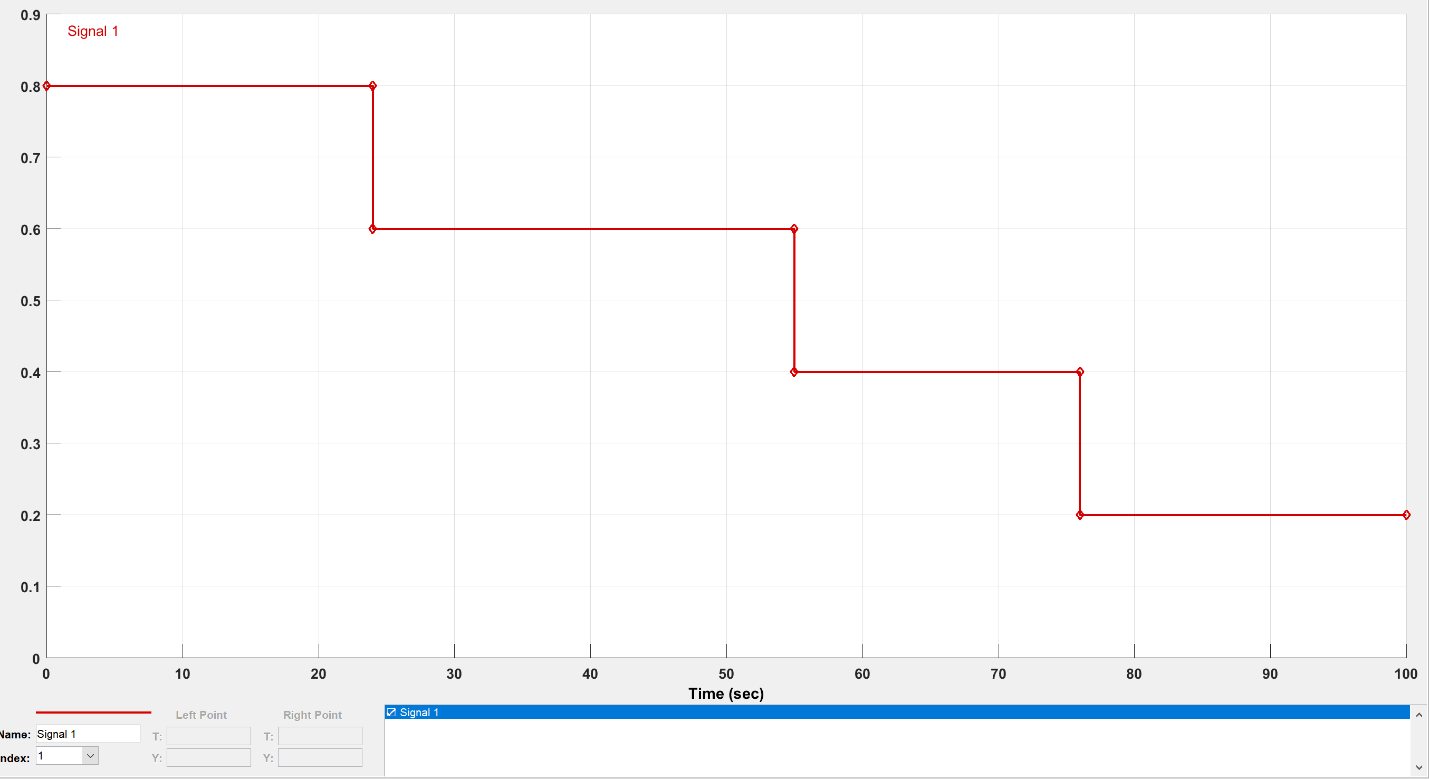 0.9
Signal 1
0.8
0.7
0.6
0.5
0.4
0.3
0.2
0.1
0
0 10 20 30 40 50 60 70 80 90 100
Time (sec)
Left Point Right Point
Signal 1
Name: Signal 1 T: T:
ndex: 1 Y: Y: